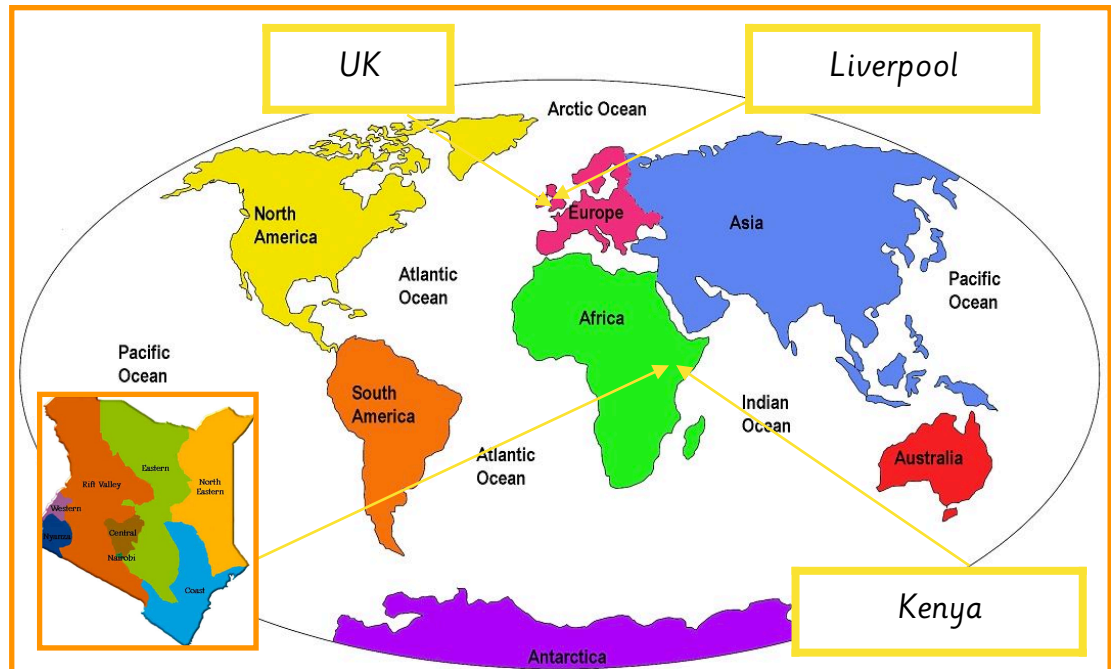 UK
Liverpool
Arctic Ocean
North
America
Europe
Asia
Atlantic
Ocean
Pacific
Ocean
Africa
Pacific
Ocean
South
America
Indian
Ocean
Atlantic
Ocean
Australia
Eastern
Rift Valley
North
Eastern
Western
Central
Nyanza
Nairobi
Coast
Kenya
Antarctica